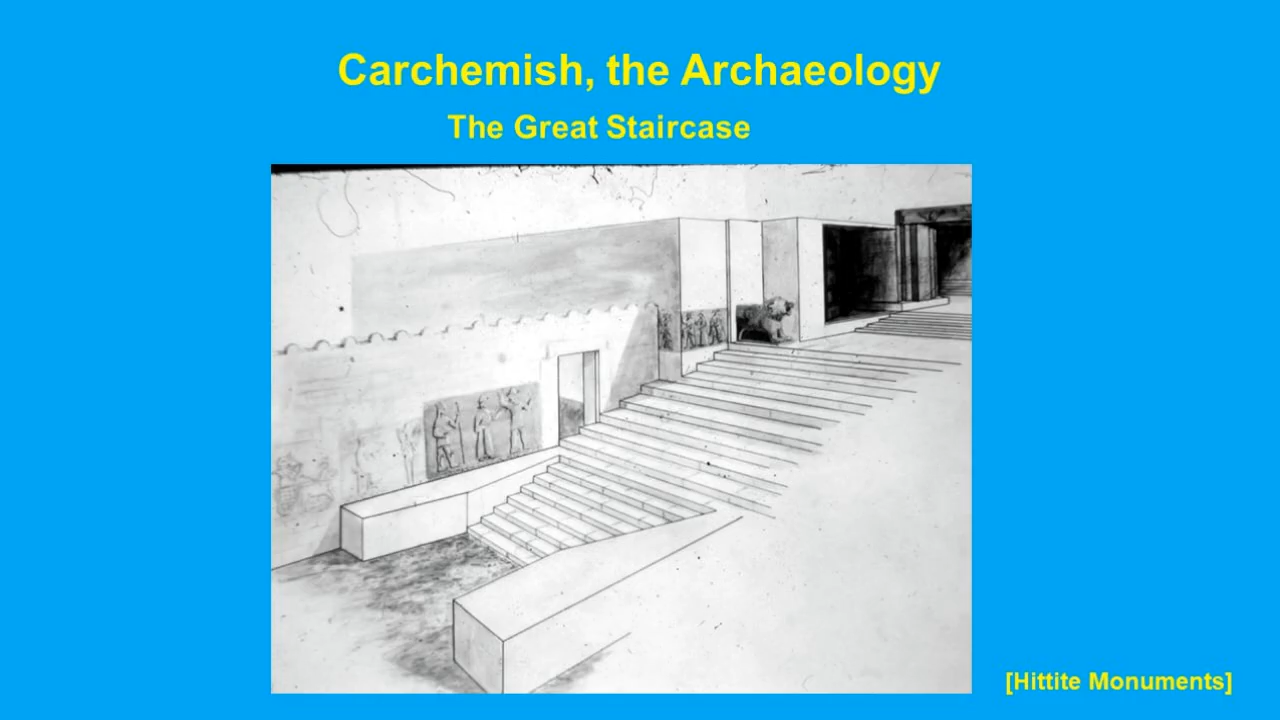 Carchemish, the Archaeology
The Great Staircase
[Hittite Monuments]